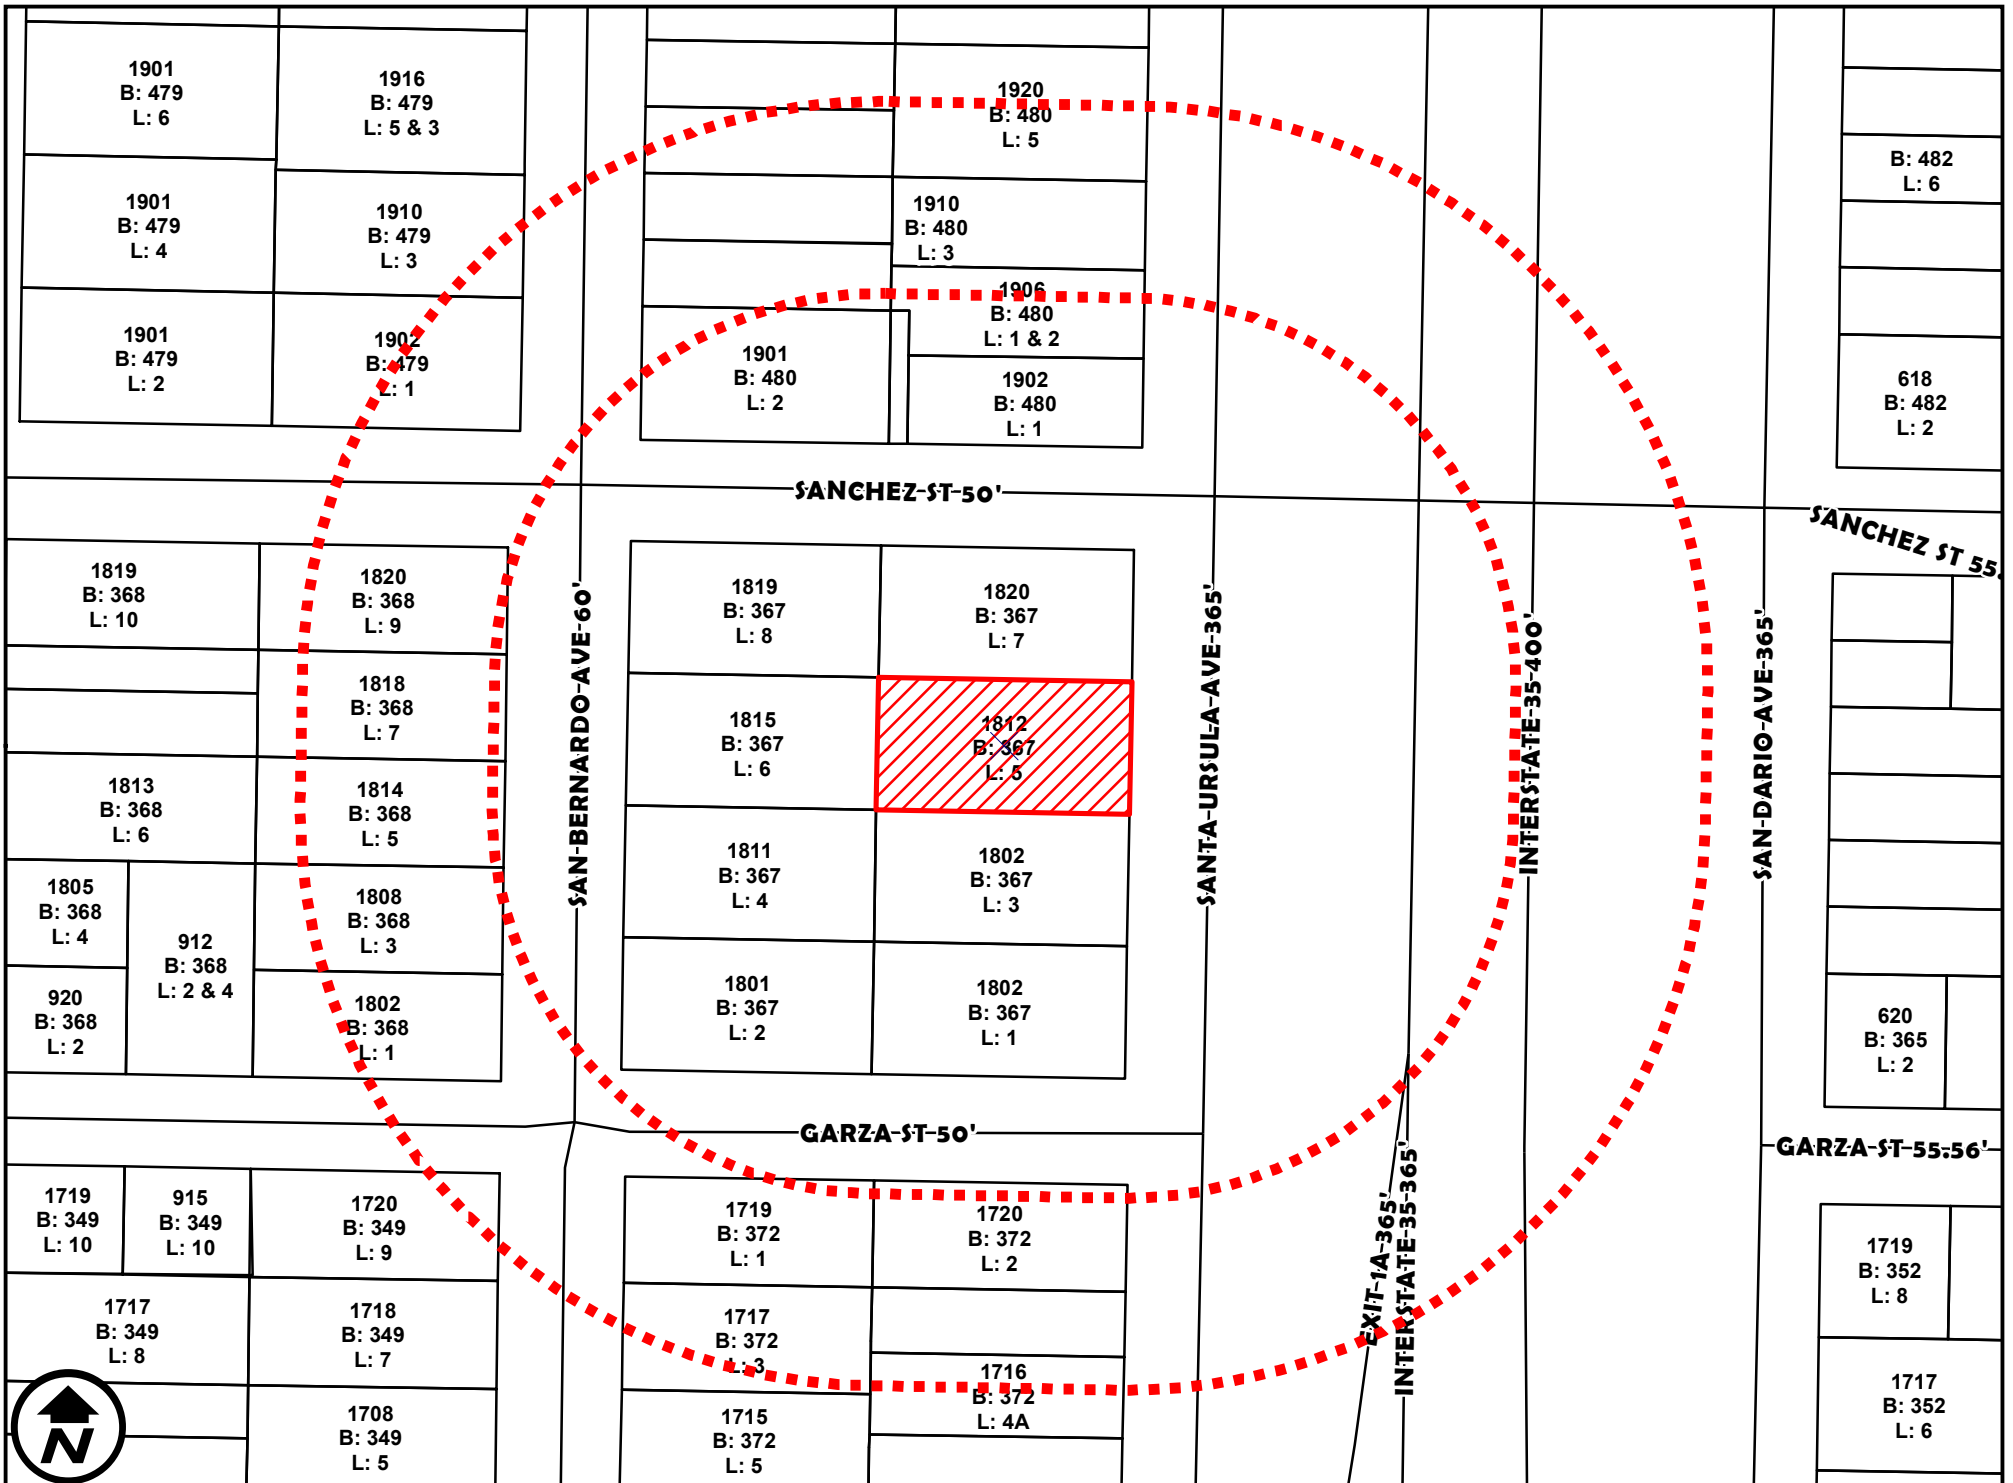 1901
B: 479
L: 6
1916
B: 479
L: 5 & 3
1920
B: 480
L: 5
B: 482
L: 6
1901
B: 479
L: 4
1910
B: 479
L: 3
1910
B: 480
L: 3
1901
B: 479
L: 2
1902
B: 479
L: 1
1901
B: 480
L: 2
1906
B: 480
L: 1 & 2
1902
B: 480
L: 1
618
B: 482
L: 2
SANCHEZ ST 50'
SANCHEZ ST 55.
1819
B: 368
L: 10
1820
B: 368
L: 9
1819
B: 367
L: 8
1820
B: 367
L: 7
SAN BERNARDO AVE 60'
SANTA URSULA AVE 365'
INTERSTATE 35 400'
SAN DARIO AVE 365'
1818
B: 368
L: 7
1815
B: 367
L: 6
1812
B: 367
L: 5
1813
B: 368
L: 6
1814
B: 368
L: 5
1811
B: 367
L: 4
1802
B: 367
L: 3
1805
B: 368
L: 4
912
B: 368
L: 2 & 4
1808
B: 368
L: 3
920
B: 368
L: 2
1802
B: 368
L: 1
1801
B: 367
L: 2
1802
B: 367
L: 1
620
B: 365
L: 2
GARZA ST 50'
GARZA ST 55.56'
1719
B: 349
L: 10
915
B: 349
L: 10
1720
B: 349
L: 9
1719
B: 372
L: 1
1720
B: 372
L: 2
EXIT 1A 365'
INTERSTATE 35 365'
1719
B: 352
L: 8
1717
B: 349
L: 8
1718
B: 349
L: 7
1717
B: 372
L: 3
1716
B: 372
L: 4A
1717
B: 352
L: 6
1708
B: 349
L: 5
1715
B: 372
L: 5
N